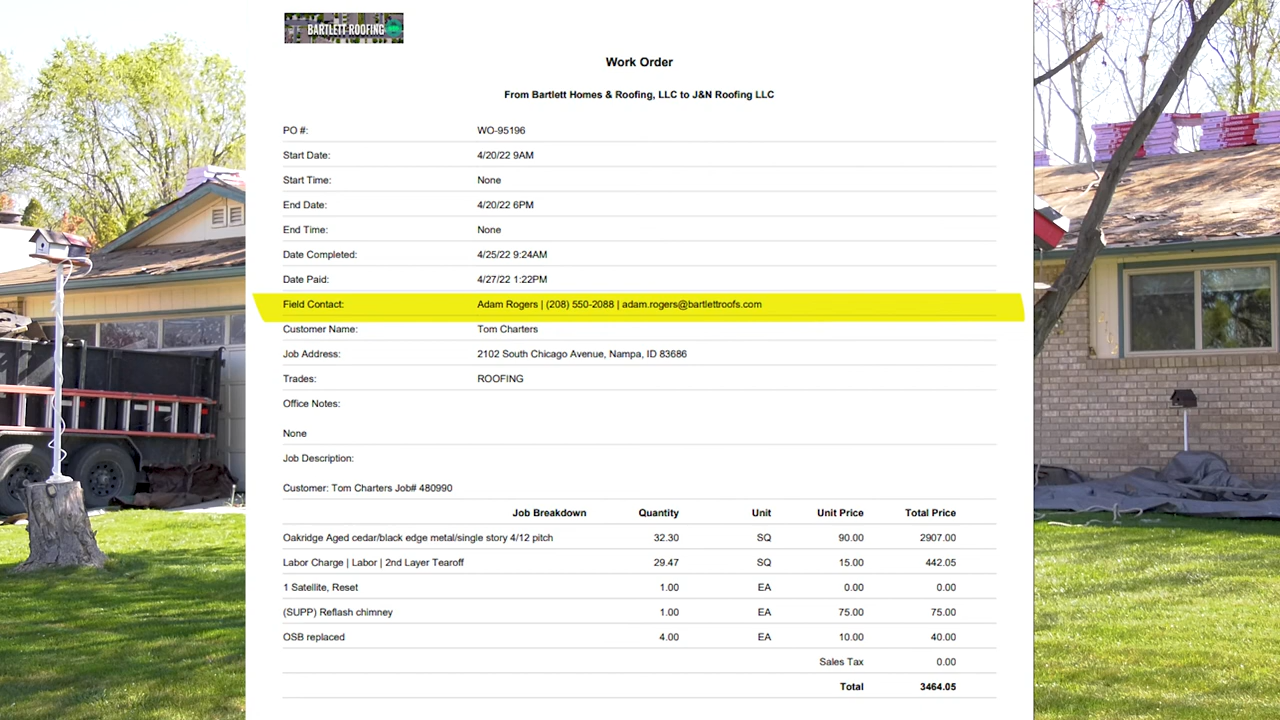 BARTLETT ROOFING
Work Order
From Bartlett Homes & Roofing, LLC to J&N Roofing LLC
PO #: WO-95196
Start Date: 4/20/22 9AM
Start Time: None
End Date: 4/20/22 6PM
End Time: None
Date Completed: 4/25/22 9:24AM
Date Paid: 4/27/22 1:22PM
Field Contact: Adam Rogers | (208) 550-2088 | adam.rogers@bartlettroofs.com
Customer Name: Tom Charters
Job Address: 2102 South Chicago Avenue, Nampa, ID 83686
Trades: ROOFING
Office Notes:
None
Job Description:
Customer: Tom Charters Job# 480990
Job Breakdown Quantity Unit Unit Price Total Price
Oakridge Aged cedar/black edge metal/single story 4/12 pitch 32.30 SQ 90.00 2907.00
Labor Charge | Labor | 2nd Layer Tearoff 29.47 SQ 15.00 442.05
1 Satellite, Reset 1.00 EA 0.00 0.00
(SUPP) Reflash chimney 1.00 EA 75.00 75.00
OSB replaced 4.00 EA 10.00 40.00
Sales Tax 0.00
Total 3464.05